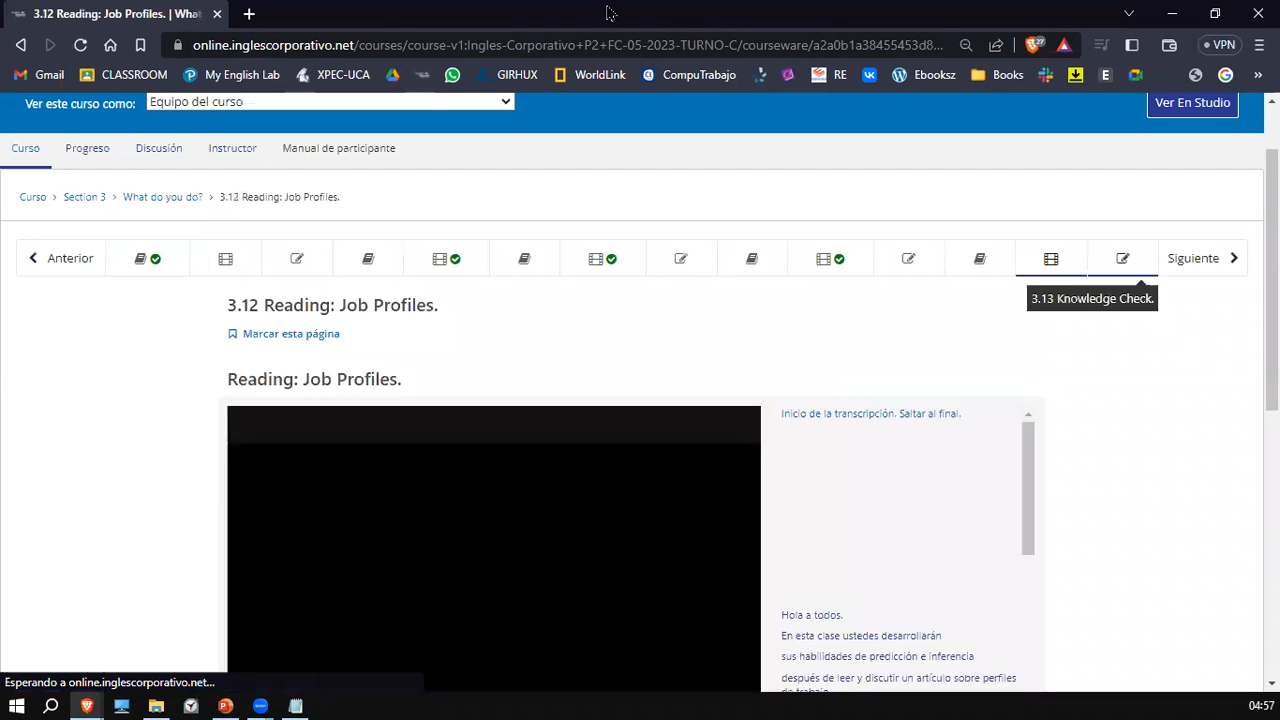 3.12 Reading: Job Profiles. | What
online.inglescorporativo.net/courses/course-v1:Ingles-Corporativo+P2+FC-05-2023-TURNO-C/courseware/a2a0b1a38455453d8...
27
VPN
Gmail CLASSROOM My English Lab XPEC-UCA GIRHUX WorldLink CompuTrabajo RE Ebooksz Books »
Ver este curso como: Equipo del curso
Ver En Studio
Curso Progreso Discusión Instructor Manual de participante
Curso > Section 3 > What do you do? > 3.12 Reading: Job Profiles.
Anterior Siguiente
3.13 Knowledge Check.
3.12 Reading: Job Profiles.
Marcar esta página
Reading: Job Profiles.
Inicio de la transcripción. Saltar al final.
Hola a todos.
En esta clase ustedes desarrollarán
sus habilidades de predicción e inferencia
después de leer y discutir un artículo sobre perfiles
de trabajo
Esperando a online.inglescorporativo.net...
04:57